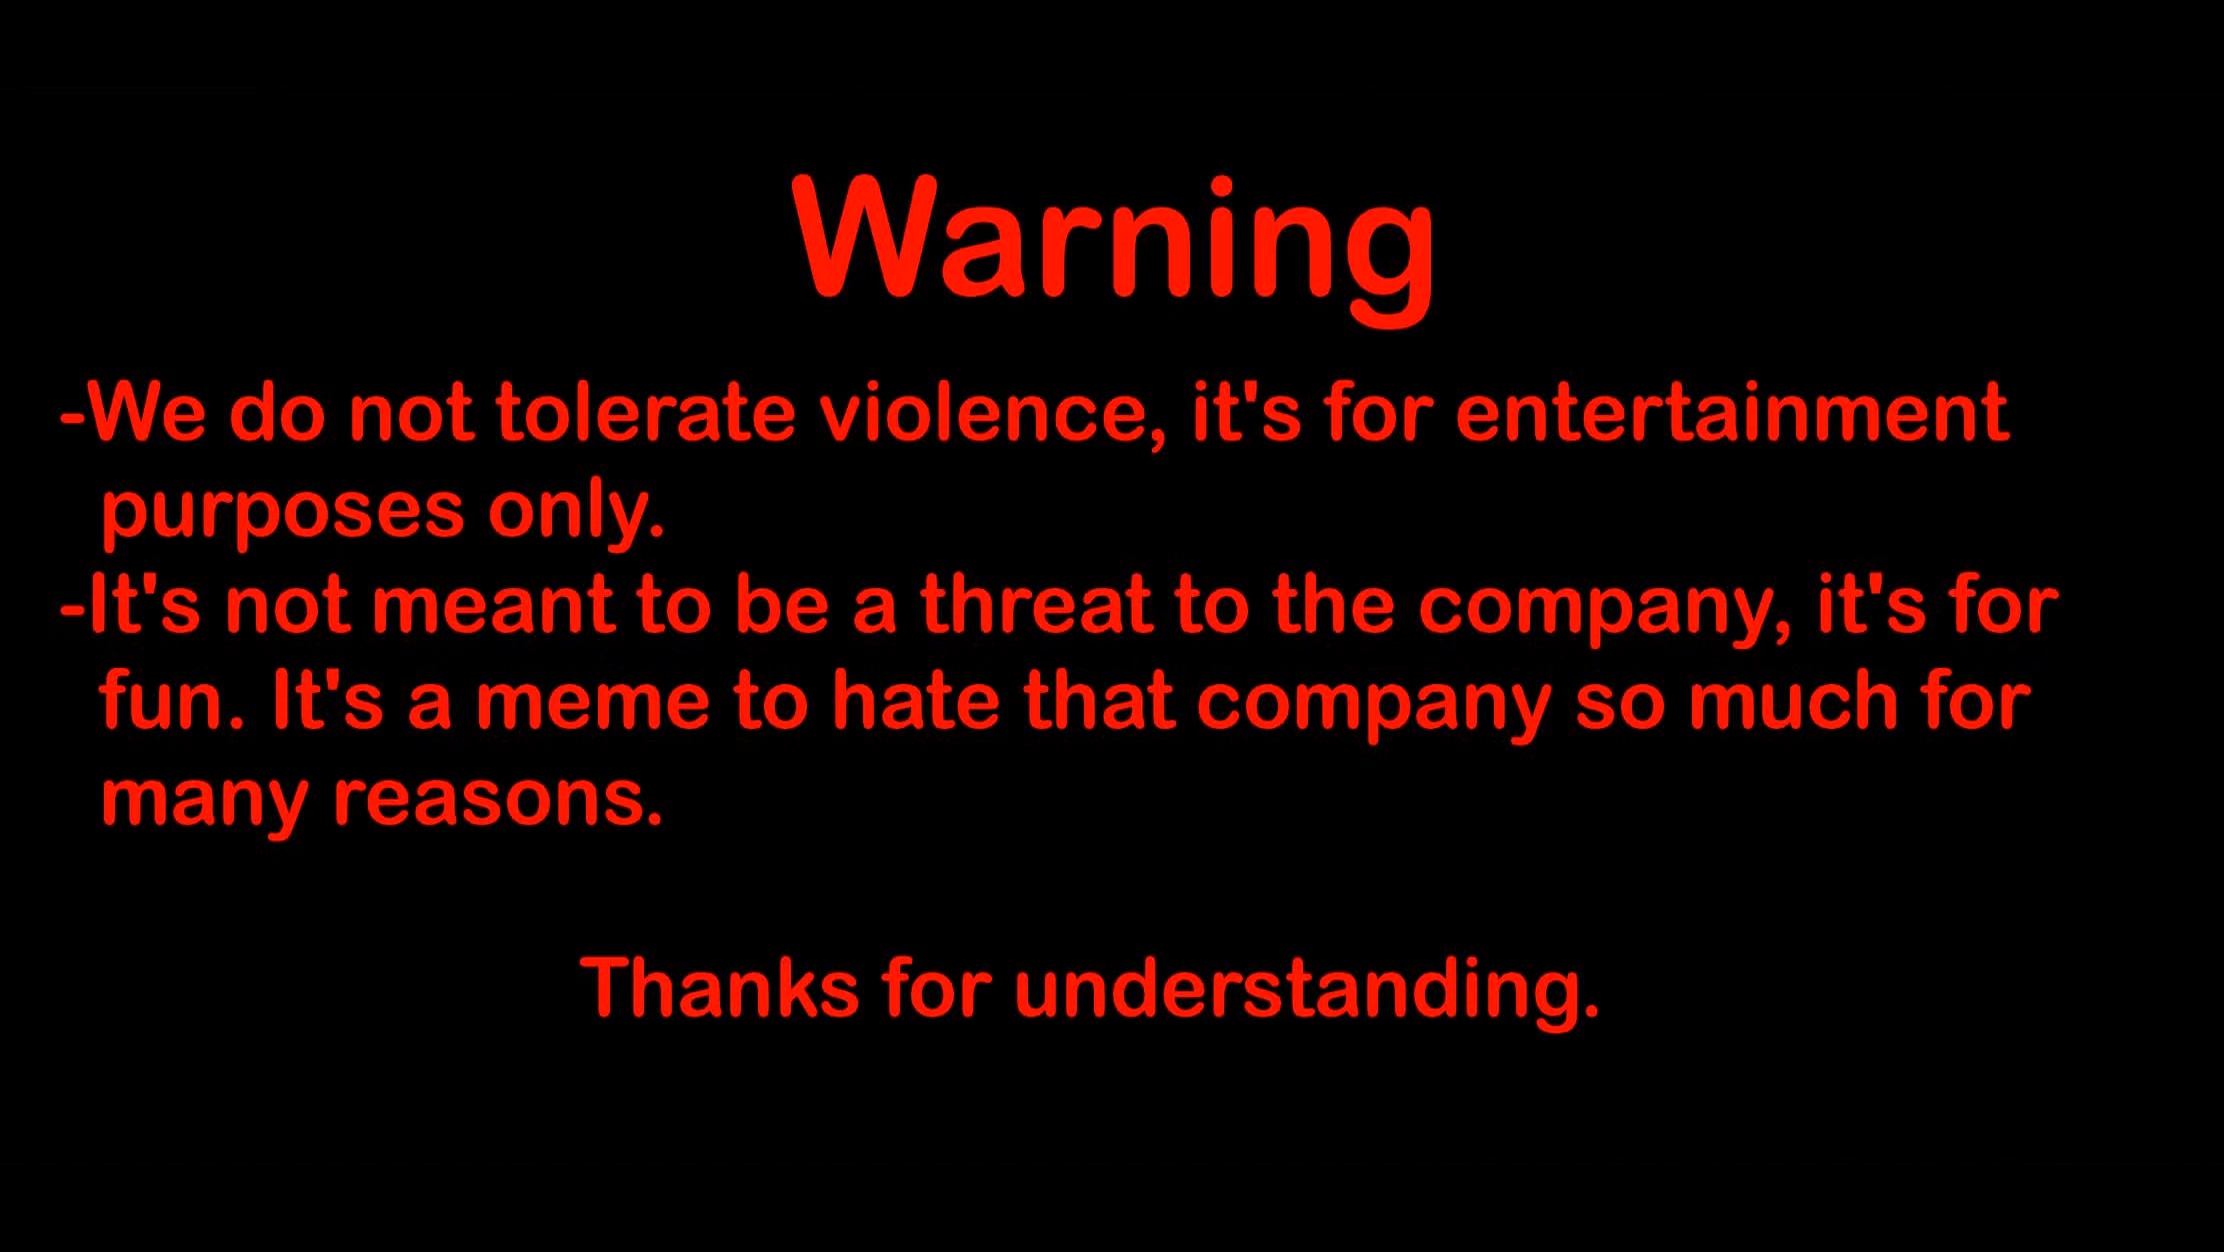 Warning
-We do not tolerate violence, it's for entertainment
purposes only.
-It's not meant to be a threat to the company, it's for
fun. It's a meme to hate that company so much for
many reasons.
Thanks for understanding.